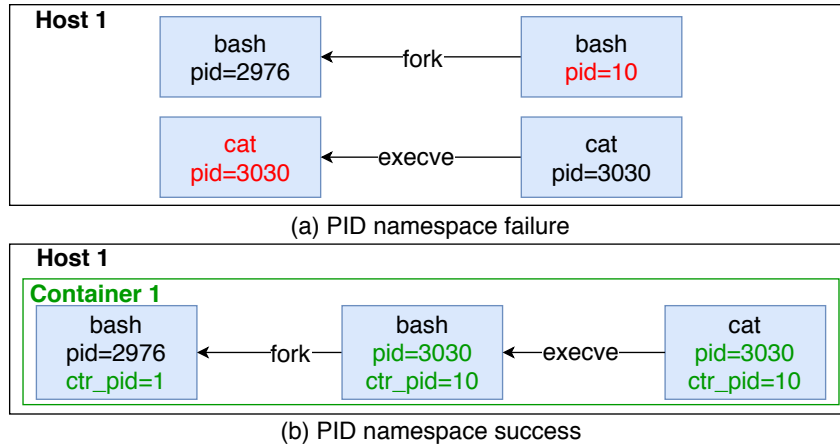 Host 1
bash
pid=2976
fork
bash
pid=10
cat
pid=3030
execve
cat
pid=3030
(a) PID namespace failure
Host 1
Container 1
bash
pid=2976
ctr_pid=1
fork
bash
pid=3030
ctr_pid=10
execve
cat
pid=3030
ctr_pid=10
(b) PID namespace success